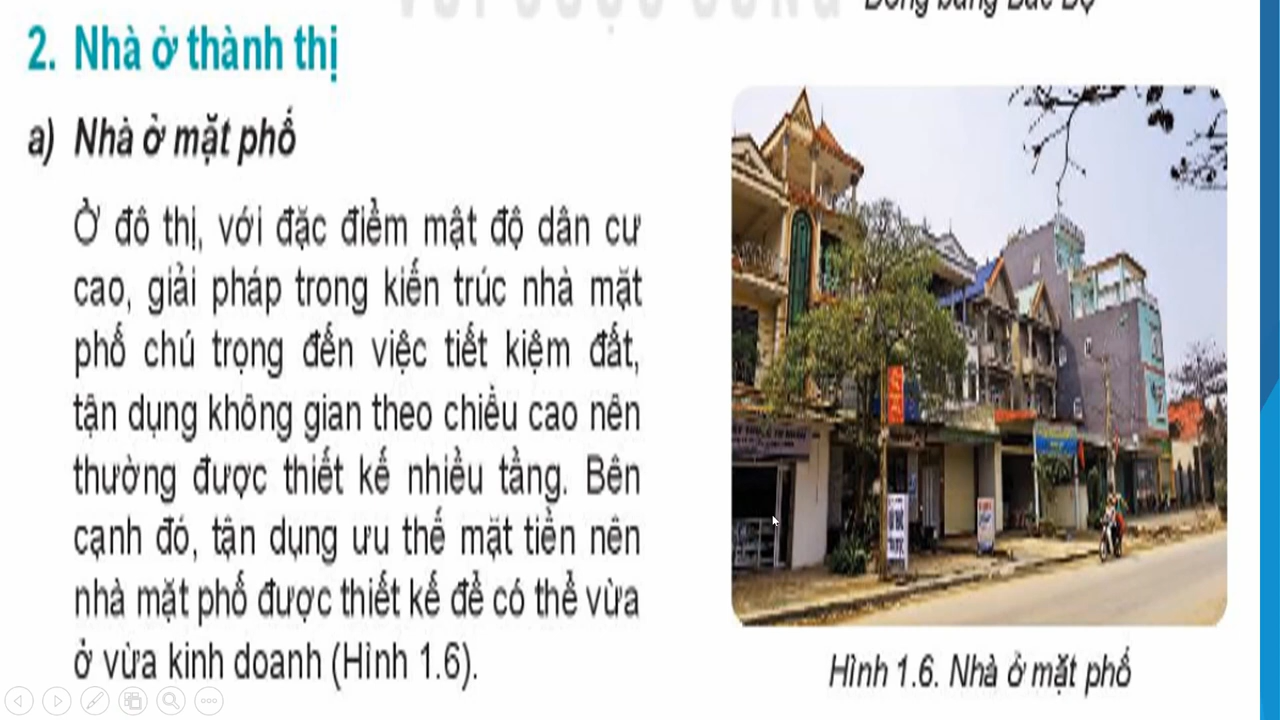 Đồng bằng Bắc Bộ
2. Nhà ở thành thị
a) Nhà ở mặt phố
Ở đô thị, với đặc điểm mật độ dân cư
cao, giải pháp trong kiến trúc nhà mặt
phố chú trọng đến việc tiết kiệm đất,
tận dụng không gian theo chiều cao nên
thường được thiết kế nhiều tầng. Bên
cạnh đó, tận dụng ưu thế mặt tiền nên
nhà mặt phố được thiết kế để có thể vừa
ở vừa kinh doanh (Hình 1.6).
Hình 1.6. Nhà ở mặt phố